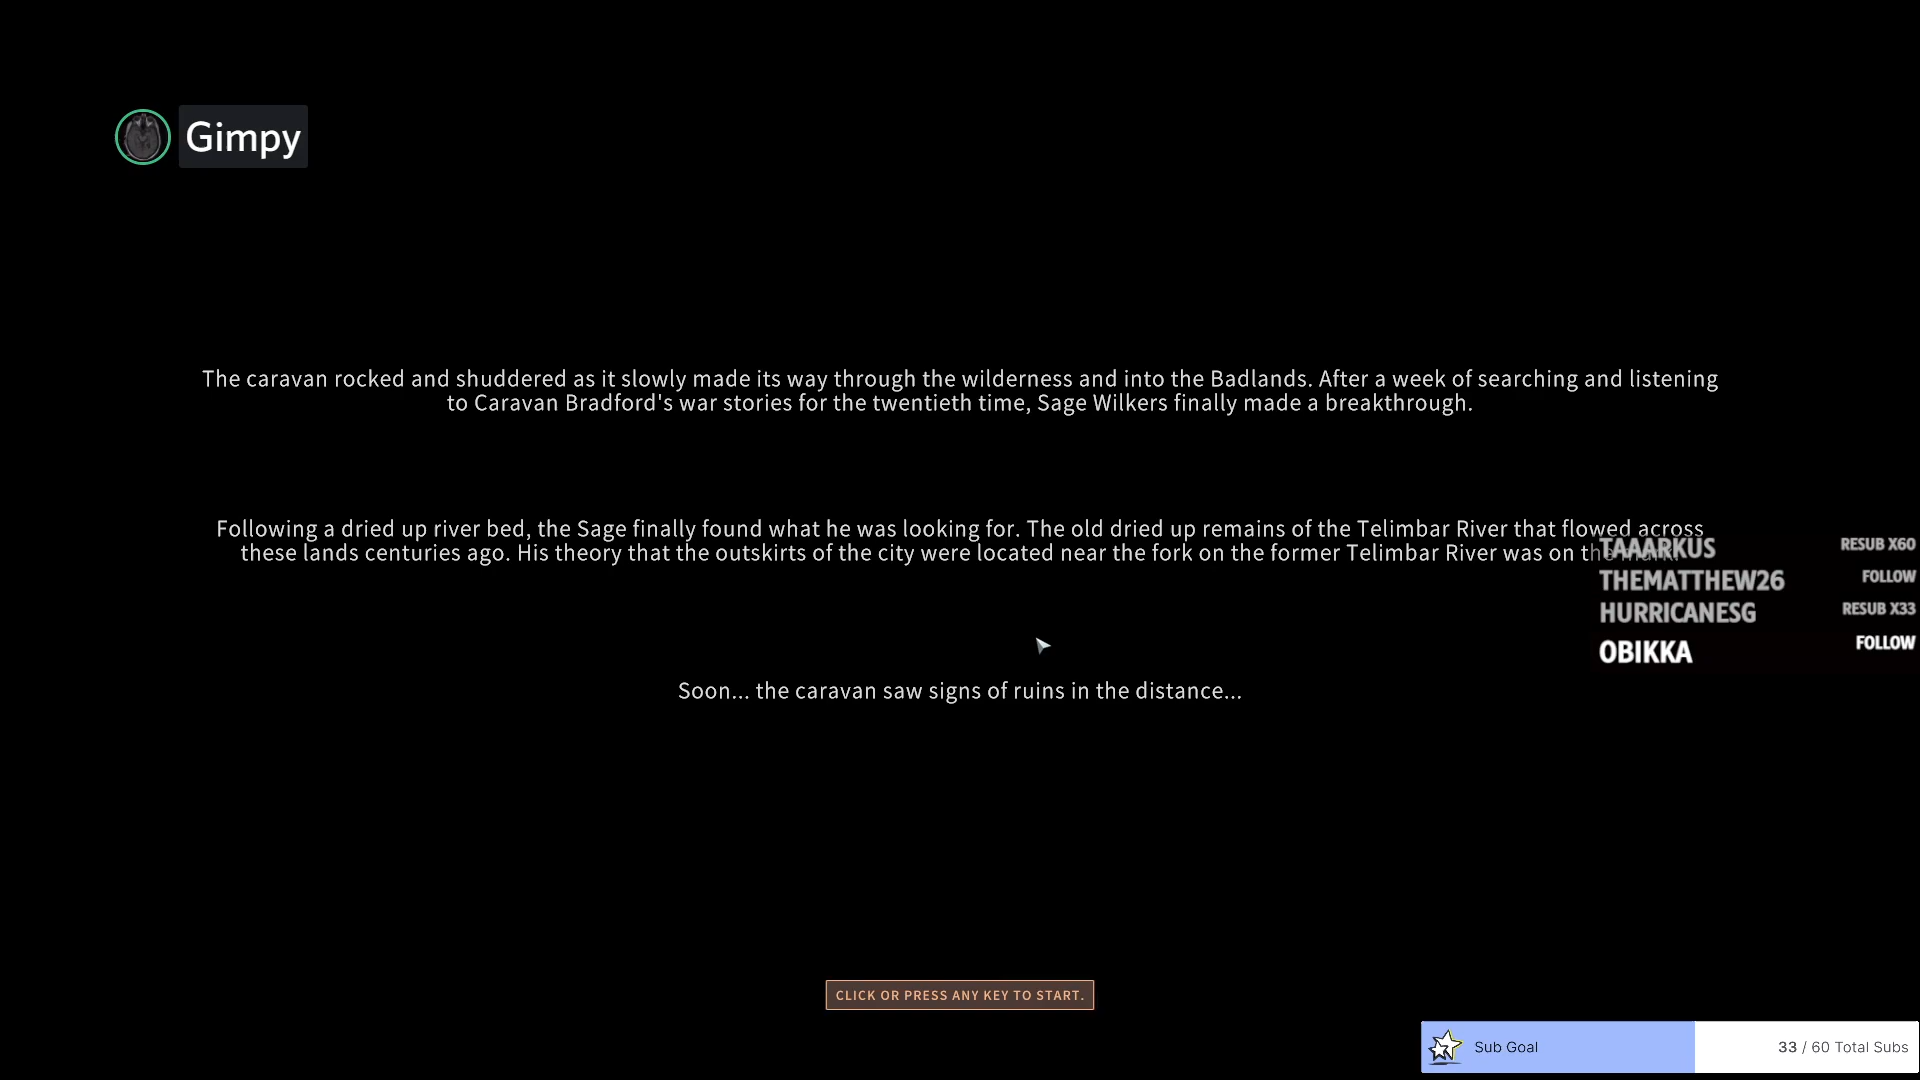 Gimpy
The caravan rocked and shuddered as it slowly made its way through the wilderness and into the Badlands. After a week of searching and listening
to Caravan Bradford's war stories for the twentieth time, Sage Wilkers finally made a breakthrough.
Following a dried up river bed, the Sage finally found what he was looking for. The old dried up remains of the Telimbar River that flowed across
these lands centuries ago. His theory that the outskirts of the city were located near the fork on the former Telimbar River was on the mark.
TAAARKUS RESUB X60
THEMATTHEW26 FOLLOW
HURRICANESG RESUB X33
OBIKKA FOLLOW
Soon... the caravan saw signs of ruins in the distance...
CLICK OR PRESS ANY KEY TO START.
Sub Goal 33 / 60 Total Subs